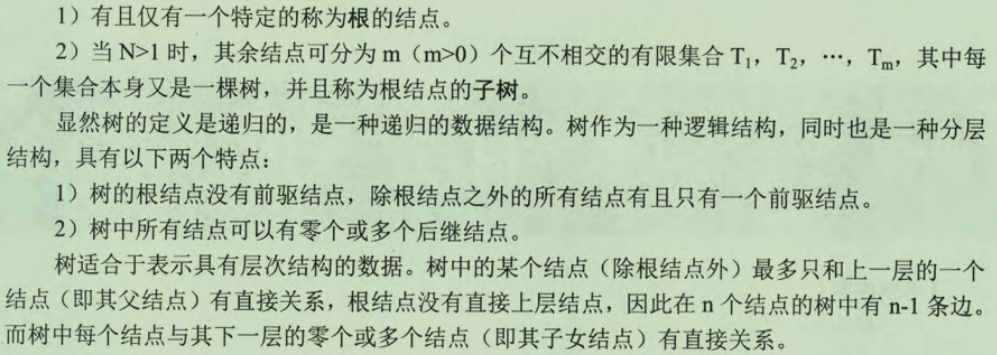 1）有且仅有一个特定的称为根的结点。
2）当 N>1 时，其余结点可分为 m（m>0）个互不相交的有限集合 T₁，T₂，…，Tₘ，其中每
一个集合本身又是一棵树，并且称为根结点的子树。
显然树的定义是递归的，是一种递归的数据结构。树作为一种逻辑结构，同时也是一种分层
结构，具有以下两个特点：
1）树的根结点没有前驱结点，除根结点之外的所有结点有且只有一个前驱结点。
2）树中所有结点可以有零个或多个后继结点。
树适合于表示具有层次结构的数据。树中的某个结点（除根结点外）最多只和上一层的一个
结点（即其父结点）有直接关系，根结点没有直接上层结点，因此在 n 个结点的树中有 n-1 条边。
而树中每个结点与其下一层的零个或多个结点（即其子女结点）有直接关系。